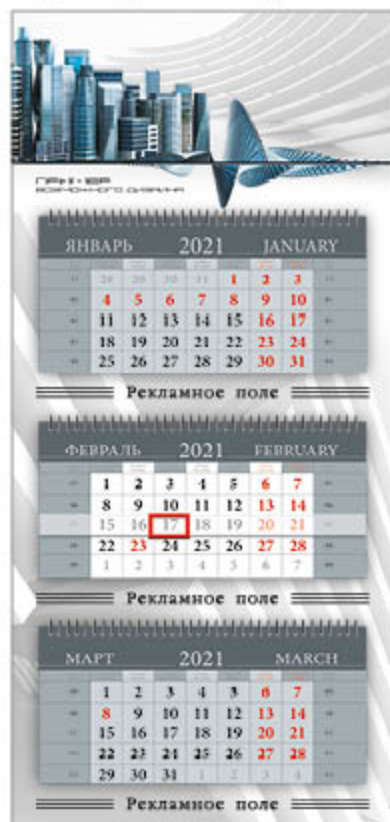 ПРИМЕР
ВОЗМОЖНОГО ДИЗАЙНА
ЯНВАРЬ 2021 JANUARY
28 29 30 31 1 2 3
4 5 6 7 8 9 10
11 12 13 14 15 16 17
18 19 20 21 22 23 24
25 26 27 28 29 30 31
Рекламное поле
ФЕВРАЛЬ 2021 FEBRUARY
1 2 3 4 5 6 7
8 9 10 11 12 13 14
15 16 17 18 19 20 21
22 23 24 25 26 27 28
1 2 3 4 5 6 7
Рекламное поле
МАРТ 2021 MARCH
1 2 3 4 5 6 7
8 9 10 11 12 13 14
15 16 17 18 19 20 21
22 23 24 25 26 27 28
29 30 31 1 2 3 4
Рекламное поле